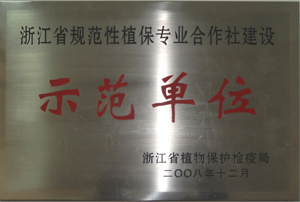 浙江省规范性植保专业合作社建设
示范单位
浙江省植物保护检疫局
二〇〇八年十二月